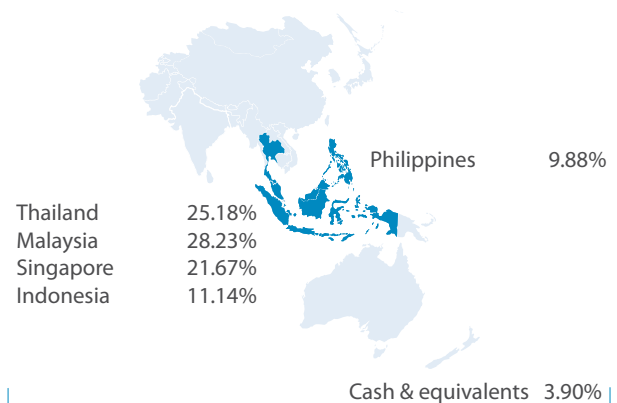 Philippines 9.88%
Thailand 25.18%
Malaysia 28.23%
Singapore 21.67%
Indonesia 11.14%
Cash & equivalents 3.90%